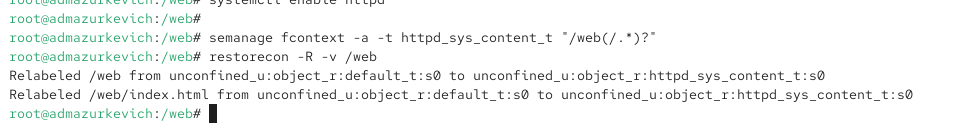 root@admazurkevich:/web# systemctl enable httpd
root@admazurkevich:/web#
root@admazurkevich:/web# semanage fcontext -a -t httpd_sys_content_t "/web(/.*)?"
root@admazurkevich:/web# restorecon -R -v /web
Relabeled /web from unconfined_u:object_r:default_t:s0 to unconfined_u:object_r:httpd_sys_content_t:s0
Relabeled /web/index.html from unconfined_u:object_r:default_t:s0 to unconfined_u:object_r:httpd_sys_content_t:s0
root@admazurkevich:/web#